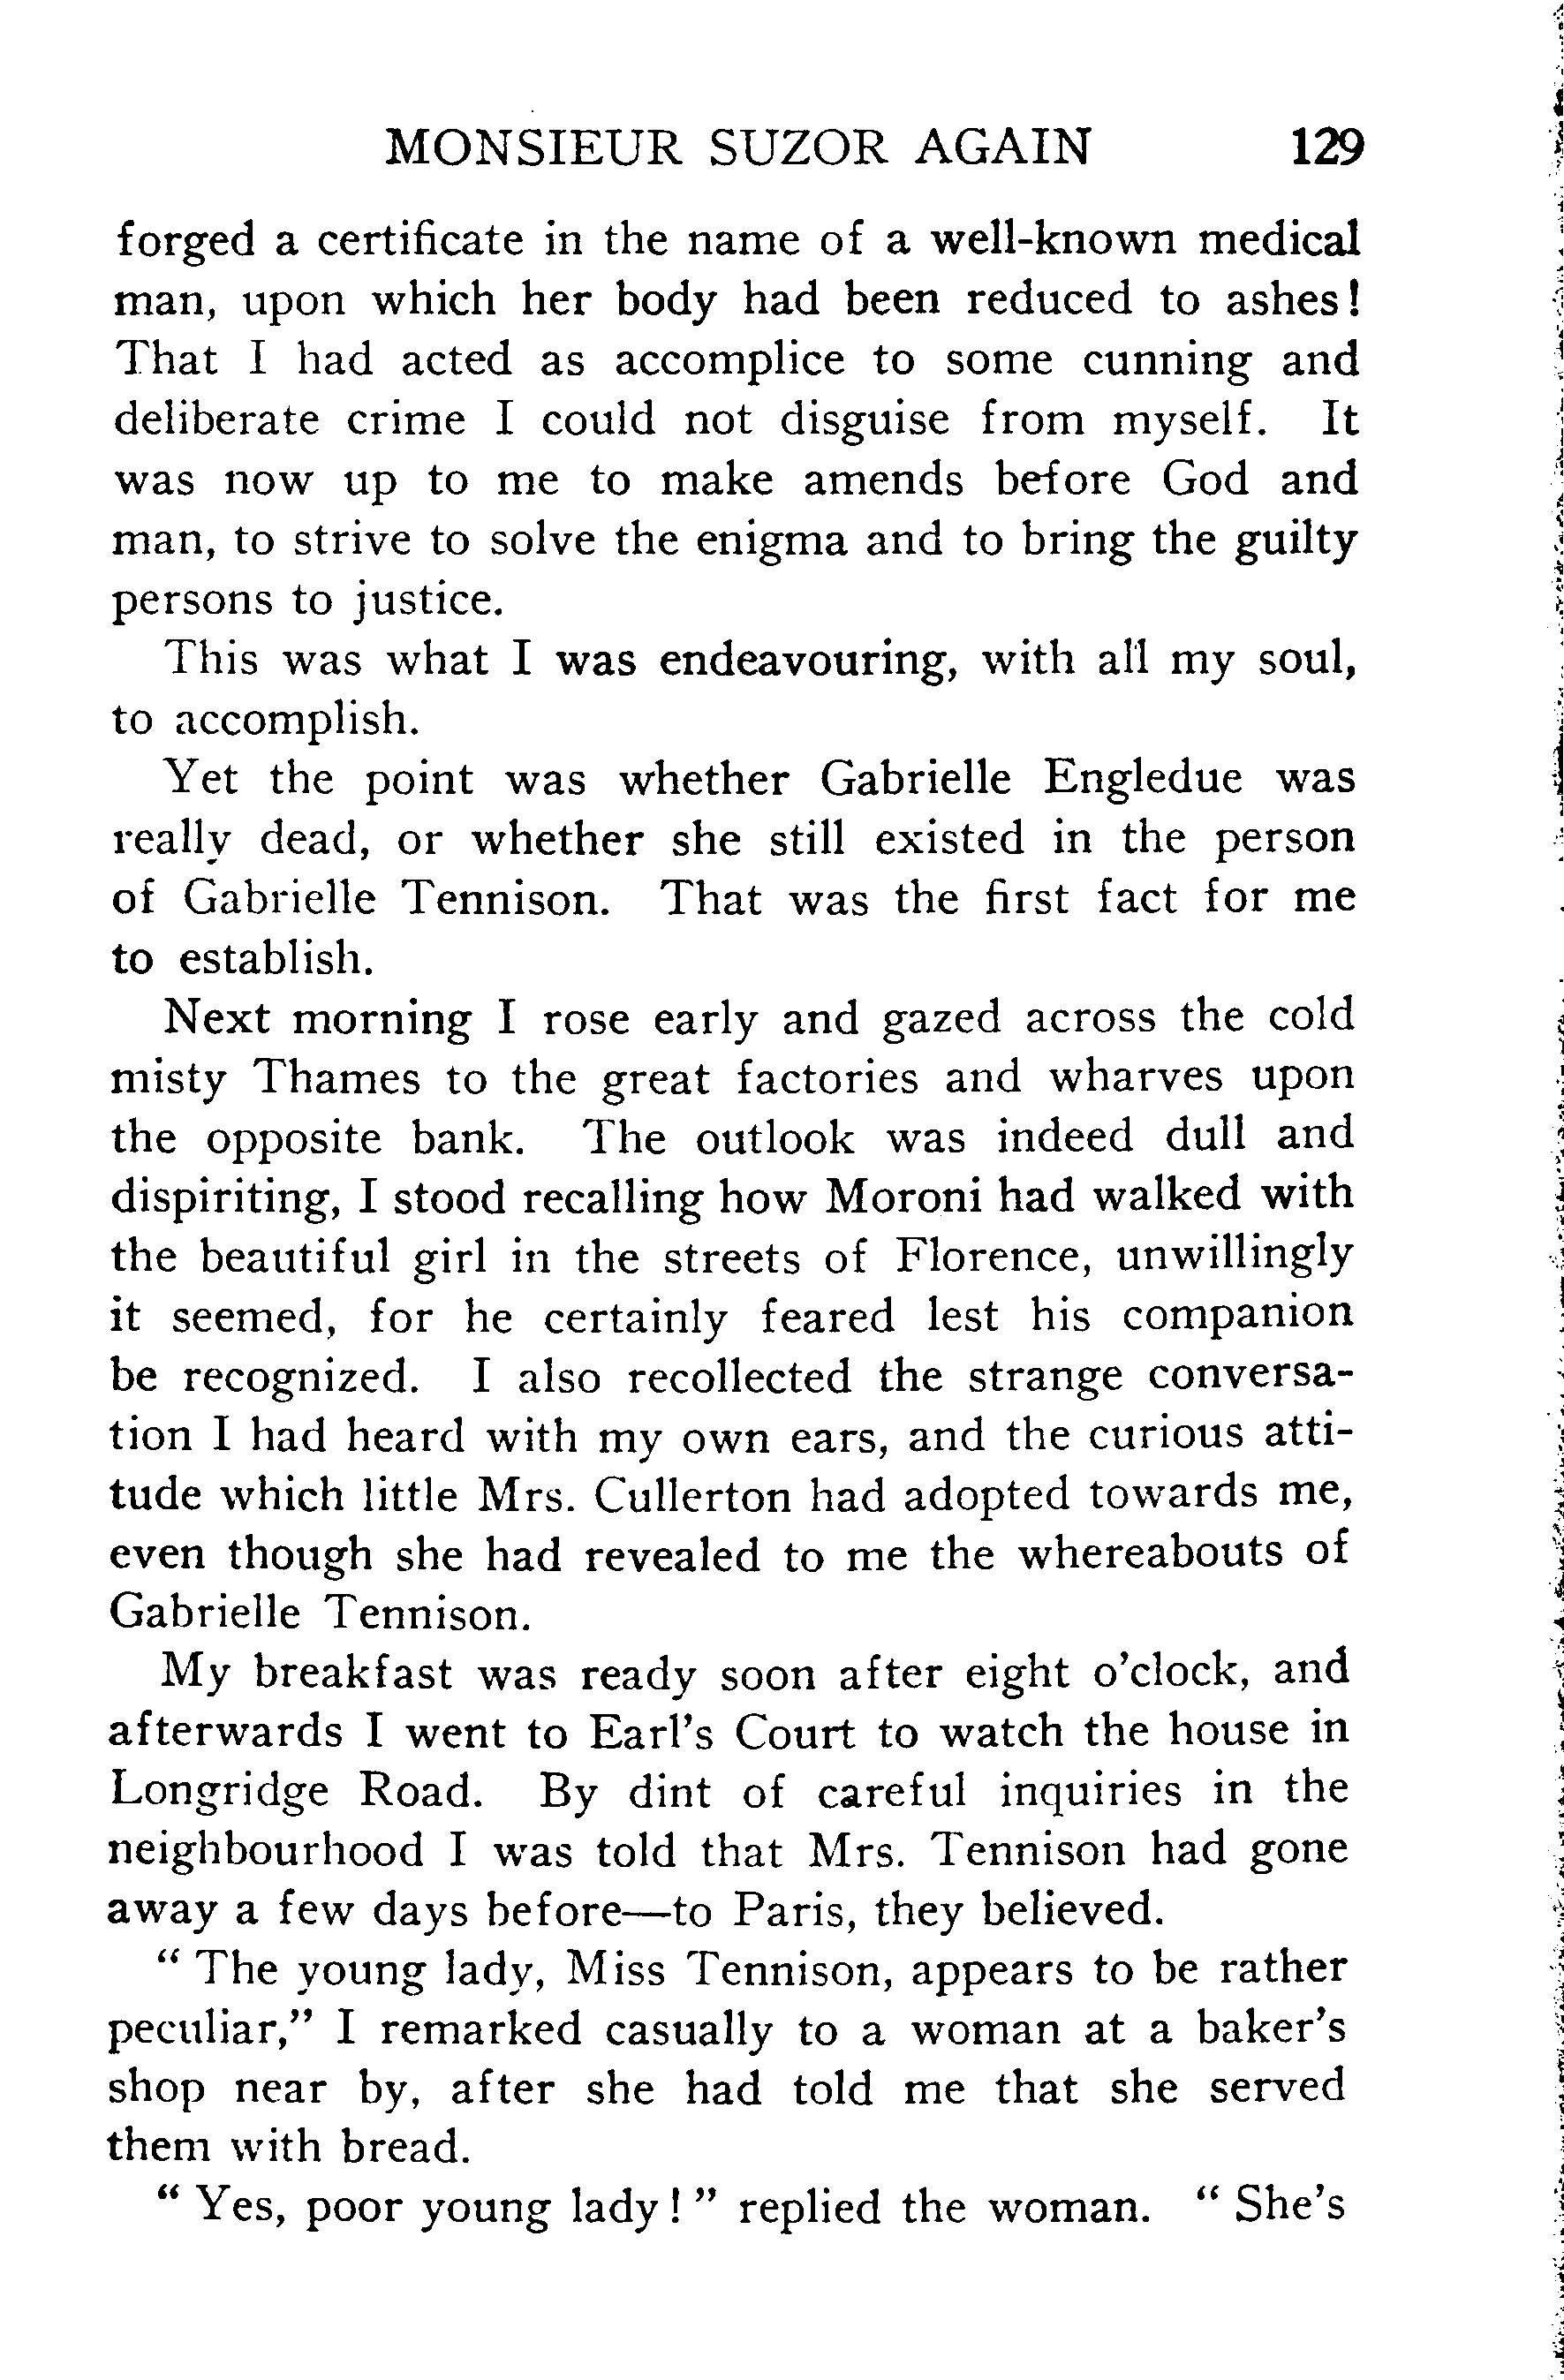 MONSIEUR SUZOR AGAIN 129
forged a certificate in the name of a well-known medical
man, upon which her body had been reduced to ashes!
That I had acted as accomplice to some cunning and
deliberate crime I could not disguise from myself. It
was now up to me to make amends before God and
man, to strive to solve the enigma and to bring the guilty
persons to justice.
This was what I was endeavouring, with all my soul,
to accomplish.
Yet the point was whether Gabrielle Engledue was
really dead, or whether she still existed in the person
of Gabrielle Tennison. That was the first fact for me
to establish.
Next morning I rose early and gazed across the cold
misty Thames to the great factories and wharves upon
the opposite bank. The outlook was indeed dull and
dispiriting, I stood recalling how Moroni had walked with
the beautiful girl in the streets of Florence, unwillingly
it seemed, for he certainly feared lest his companion
be recognized. I also recollected the strange conversa-
tion I had heard with my own ears, and the curious atti-
tude which little Mrs. Cullerton had adopted towards me,
even though she had revealed to me the whereabouts of
Gabrielle Tennison.
My breakfast was ready soon after eight o'clock, and
afterwards I went to Earl's Court to watch the house in
Longridge Road. By dint of careful inquiries in the
neighbourhood I was told that Mrs. Tennison had gone
away a few days before—to Paris, they believed.
“ The young lady, Miss Tennison, appears to be rather
peculiar,” I remarked casually to a woman at a baker's
shop near by, after she had told me that she served
them with bread.
“ Yes, poor young lady ! ” replied the woman. “ She's